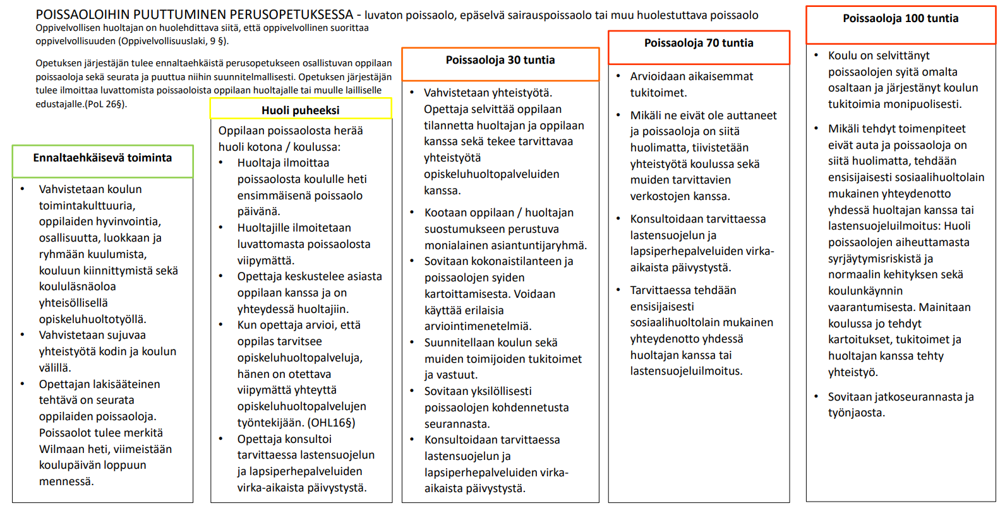 POISSAOLOIHIN PUUTTUMINEN PERUSOPETUKSESSA - luvaton poissaolo, epäselvä sairauspoissaolo tai muu huolestuttava poissaolo
Oppivelvollisen huoltajan on huolehdittava siitä, että oppivelvollinen suorittaa
oppivelvollisuuden (Oppivelvollisuuslaki, 9 §).
Opetuksen järjestäjän tulee ennaltaehkäistä perusopetukseen osallistuvan oppilaan
poissaoloja sekä seurata ja puuttua niihin suunnitelmallisesti. Opetuksen järjestäjän
tulee ilmoittaa luvattomista poissaoloista oppilaan huoltajalle tai muulle lailliselle
edustajalle.(PoL 26§).
Ennaltaehkäisevä toiminta
• Vahvistetaan koulun
toimintakulttuuria,
oppilaiden hyvinvointia,
osallisuutta, luokkaan ja
ryhmään kuulumista,
kouluun kiinnittymistä sekä
koululäsnäoloa
yhteisöllisellä
opiskeluhuoltotyöllä.
• Vahvistetaan sujuvaa
yhteistyötä kodin ja koulun
välillä.
• Opettajan lakisääteinen
tehtävä on seurata
oppilaiden poissaoloja.
Poissaolot tulee merkitä
Wilmaan heti, viimeistään
koulupäivän loppuun
mennessä.
Huoli puheeksi
Oppilaan poissaolosta herää
huoli kotona / koulussa:
• Huoltaja ilmoittaa
poissaolosta koululle heti
ensimmäisenä poissaolo
päivänä.
• Huoltajille ilmoitetaan
luvattomasta poissaolosta
viipymättä.
• Opettaja keskustelee asiasta
oppilaan kanssa ja on
yhteydessä huoltajiin.
• Kun opettaja arvioi, että
oppilas tarvitsee
opiskeluhuoltopalveluja,
hänen on otettava
viipymättä yhteyttä
opiskeluhuoltopalvelujen
työntekijään. (OHL16§)
• Opettaja konsultoi
tarvittaessa lastensuojelun
ja lapsiperhepalveluiden
virka-aikaista päivystystä.
Poissaoloja 30 tuntia
• Vahvistetaan yhteistyötä.
Opettaja selvittää oppilaan
tilannetta huoltajan ja oppilaan
kanssa sekä tekee tarvittavaa
yhteistyötä
opiskeluhuoltopalveluiden
kanssa.
• Kootaan oppilaan / huoltajan
suostumukseen perustuva
monialainen asiantuntijaryhmä.
• Sovitaan kokonaistilanteen ja
poissaolojen syiden
kartoittamisesta. Voidaan
käyttää erilaisia
arviointimenetelmiä.
• Suunnitellaan koulun sekä
muiden toimijoiden tukitoimet
ja vastuut.
• Sovitaan yksilöllisesti
poissaolojen kohdennetusta
seurannasta.
• Konsultoidaan tarvittaessa
lastensuojelun ja
lapsiperhepalveluiden virka-
aikaista päivystystä.
Poissaoloja 70 tuntia
• Arvioidaan aikaisemmat
tukitoimet.
• Mikäli ne eivät ole auttaneet
ja poissaoloja on siitä
huolimatta, tiivistetään
yhteistyötä koulussa sekä
muiden tarvittavien
verkostojen kanssa.
• Konsultoidaan tarvittaessa
lastensuojelun ja
lapsiperhepalveluiden virka-
aikaista päivystystä.
• Tarvittaessa tehdään
ensisijaisesti
sosiaalihuoltolain mukainen
yhteydenotto yhdessä
huoltajan kanssa tai
lastensuojeluilmoitus.
Poissaoloja 100 tuntia
• Koulu on selvittänyt
poissaolojen syitä omalta
osaltaan ja järjestänyt koulun
tukitoimia monipuolisesti.
• Mikäli tehdyt toimenpiteet
eivät auta ja poissaoloja on
siitä huolimatta, tehdään
ensisijaisesti sosiaalihuoltolain
mukainen yhteydenotto
yhdessä huoltajan kanssa tai
lastensuojeluilmoitus: Huoli
poissaolojen aiheuttamasta
syrjäytymisriskistä ja
normaalin kehityksen sekä
koulunkäynnin
vaarantumisesta. Mainitaan
koulussa jo tehdyt
kartoitukset, tukitoimet ja
huoltajan kanssa tehty
yhteistyö.
• Sovitaan jatkoseurannasta ja
työnjaosta.